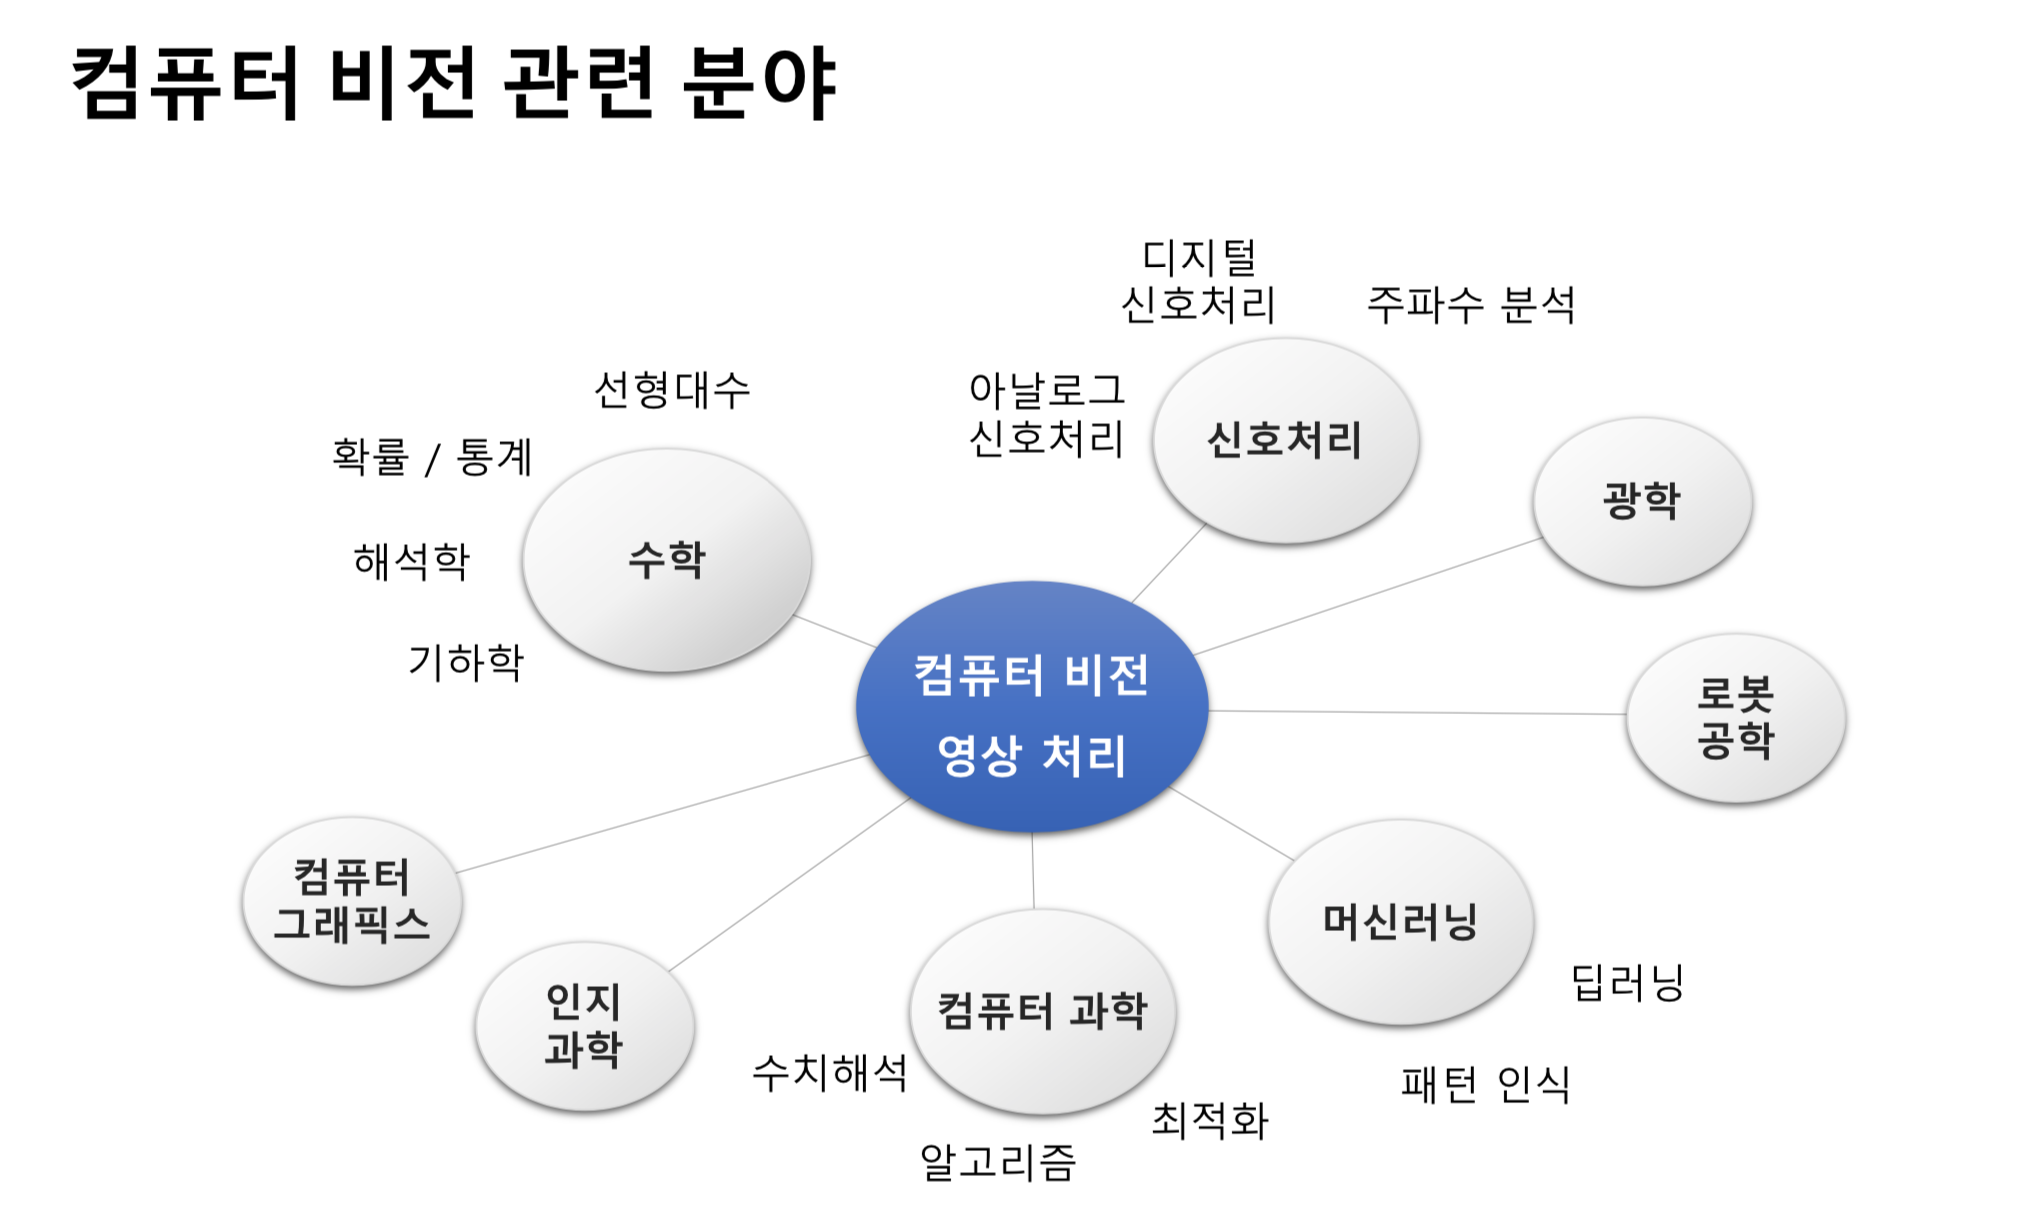 컴퓨터 비전 관련 분야
디지털
신호처리
주파수 분석
아날로그
신호처리
신호처리
선형대수
확률 / 통계
해석학
기하학
수학
광학
컴퓨터 비전
영상 처리
로봇
공학
컴퓨터
그래픽스
인지
과학
컴퓨터 과학
수치해석
알고리즘
최적화
머신러닝
딥러닝
패턴 인식